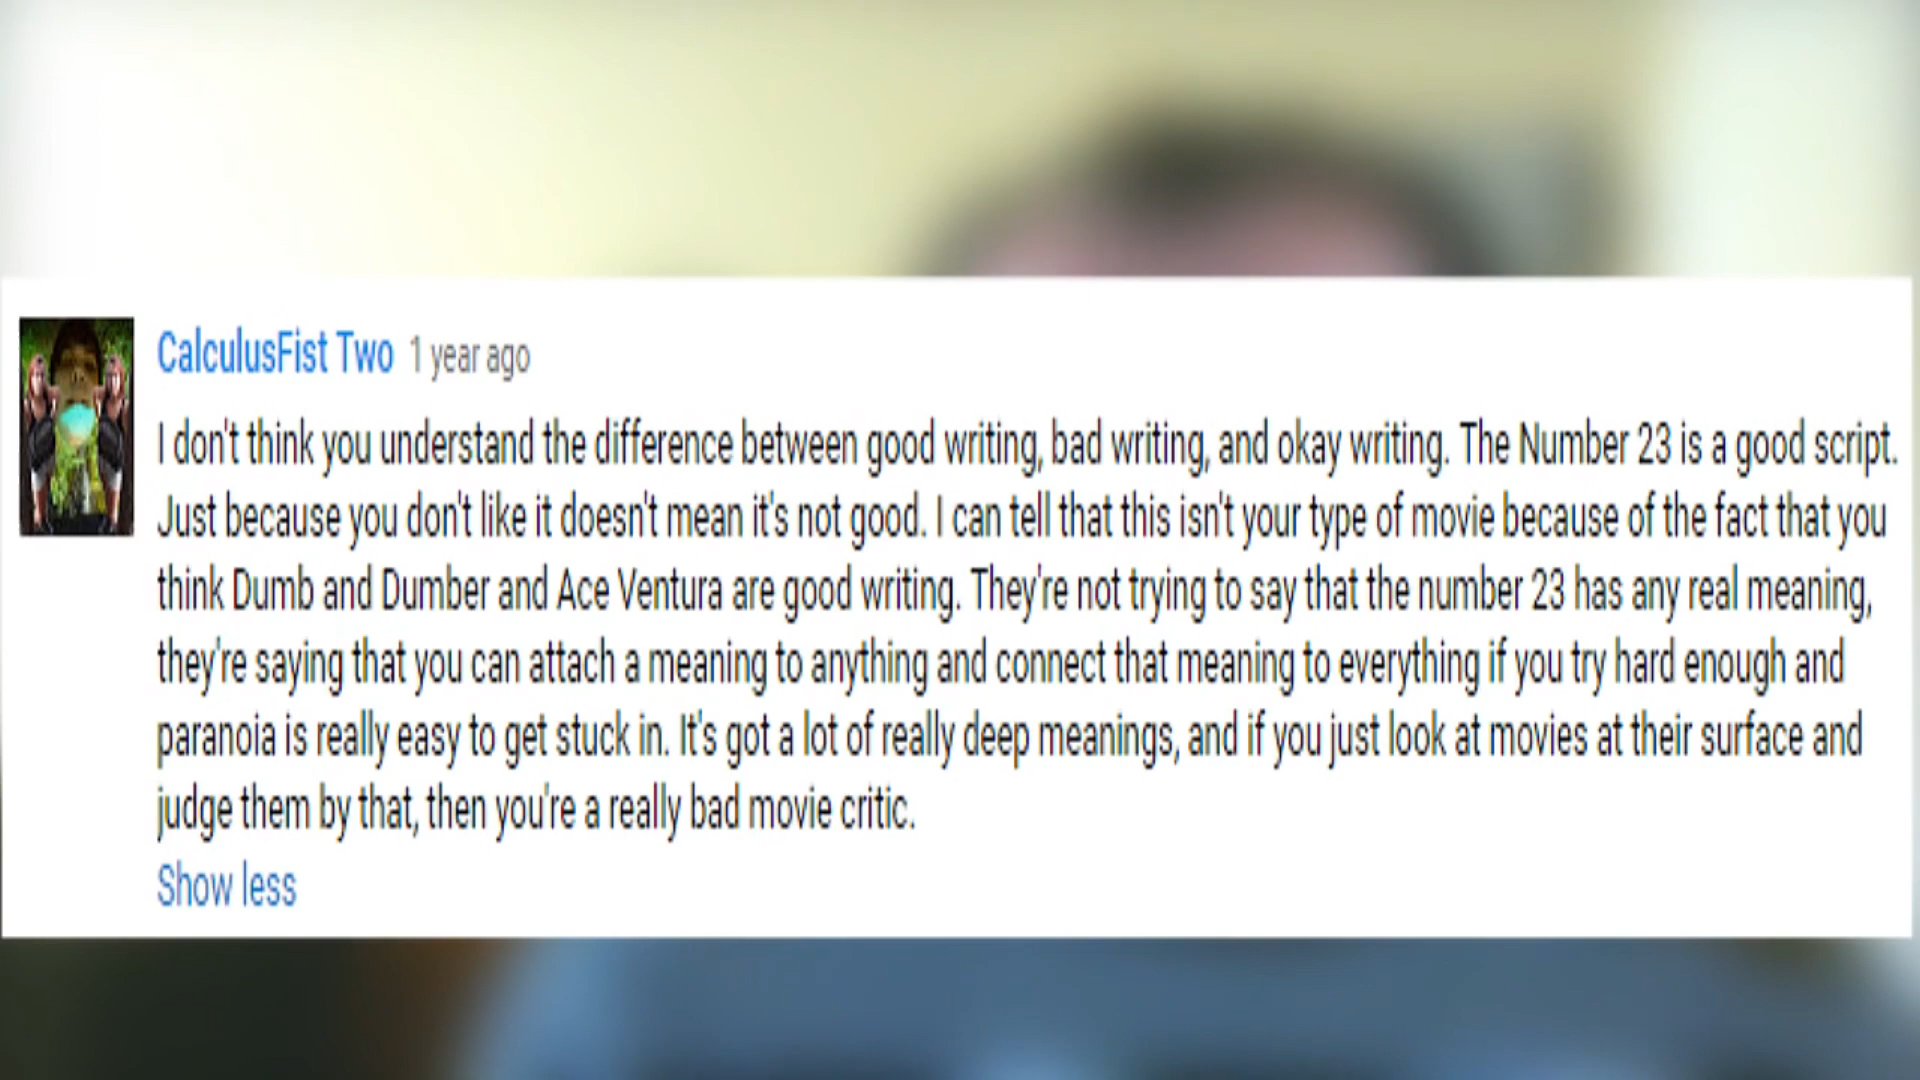 CalculusFist Two 1 year ago
I don't think you understand the difference between good writing, bad writing, and okay writing. The Number 23 is a good script.
Just because you don't like it doesn't mean it's not good. I can tell that this isn't your type of movie because of the fact that you
think Dumb and Dumber and Ace Ventura are good writing. They're not trying to say that the number 23 has any real meaning,
they're saying that you can attach a meaning to anything and connect that meaning to everything if you try hard enough and
paranoia is really easy to get stuck in. It's got a lot of really deep meanings, and if you just look at movies at their surface and
judge them by that, then you're a really bad movie critic.
Show less